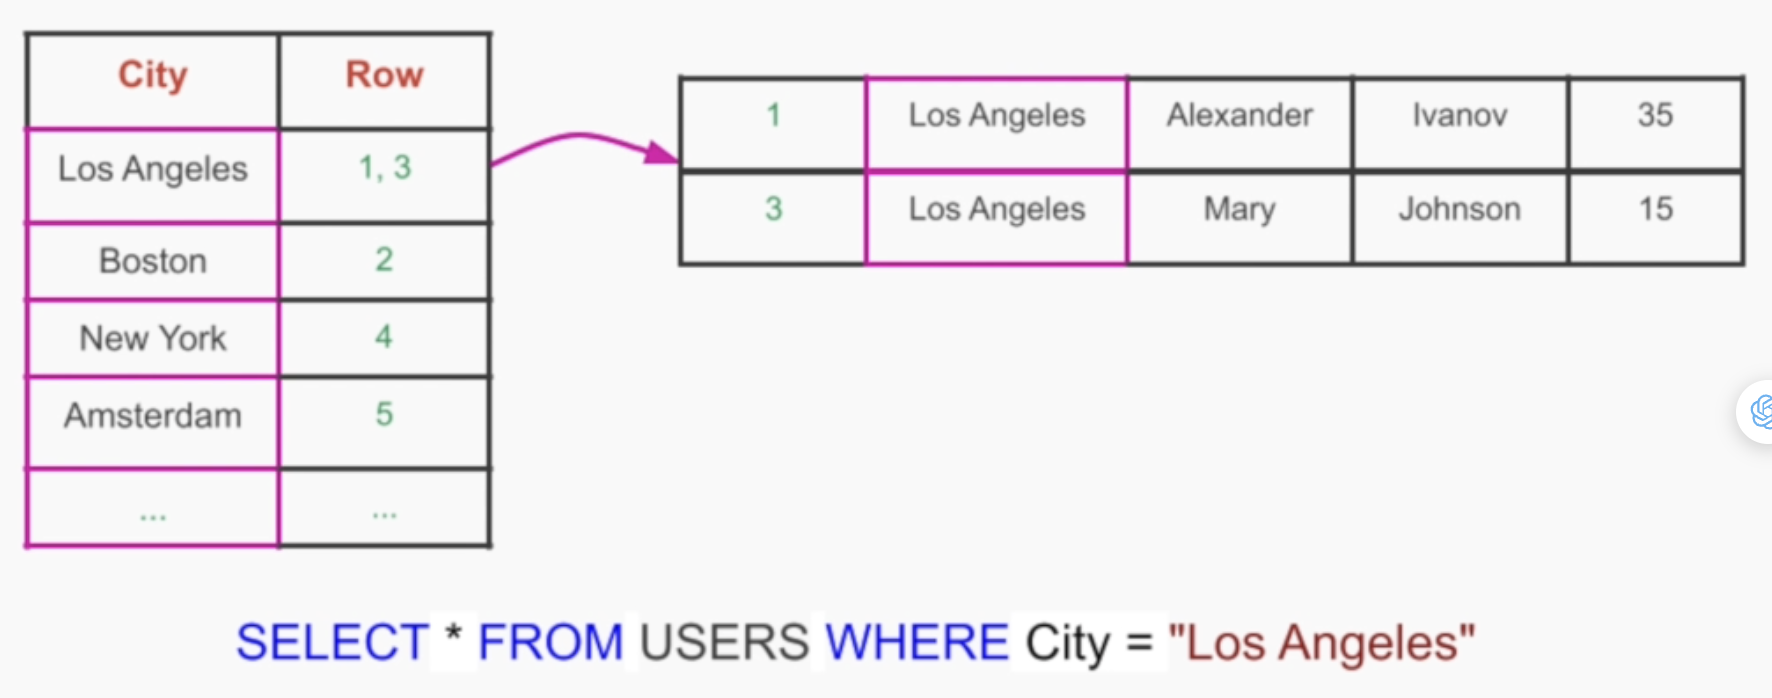 City Row
Los Angeles 1, 3
Boston 2
New York 4
Amsterdam 5
... ...
1 Los Angeles Alexander Ivanov 35
3 Los Angeles Mary Johnson 15
SELECT * FROM USERS WHERE City = "Los Angeles"